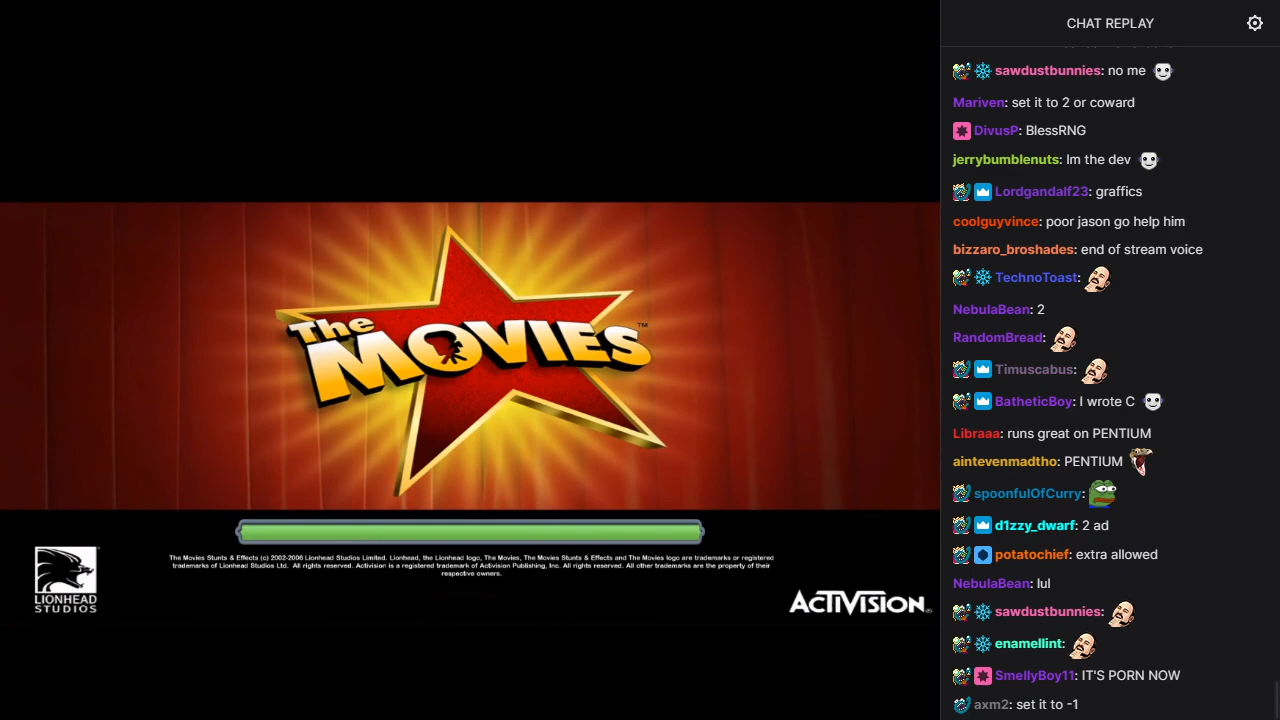 CHAT REPLAY
sawdustbunnies: no me
Mariven: set it to 2 or coward
DivusP: BlessRNG
jerrybumblenuts: Im the dev
Lordgandalf23: graffics
coolguyvince: poor jason go help him
bizzaro_broshades: end of stream voice
TechnoToast:
NebulaBean: 2
RandomBread:
Timuscabus:
BatheticBoy: I wrote C
Libraaa: runs great on PENTIUM
aintevenmadtho: PENTIUM
spoonfulOfCurry:
d1zzy_dwarf: 2 ad
potatochief: extra allowed
NebulaBean: lul
sawdustbunnies:
enamellint:
SmellyBoy11: IT'S PORN NOW
axm2: set it to -1
The
MOVIES™
The Movies Stunts & Effects (c) 2002-2006 Lionhead Studios Limited. Lionhead, the Lionhead logo, The Movies, The Movies Stunts & Effects and The Movies logo are trademarks or registered
trademarks of Lionhead Studios Ltd. All rights reserved. Activision is a registered trademark of Activision Publishing, Inc. All rights reserved. All other trademarks are the property of their
respective owners.
LIONHEAD
STUDIOS
ACTIVISION